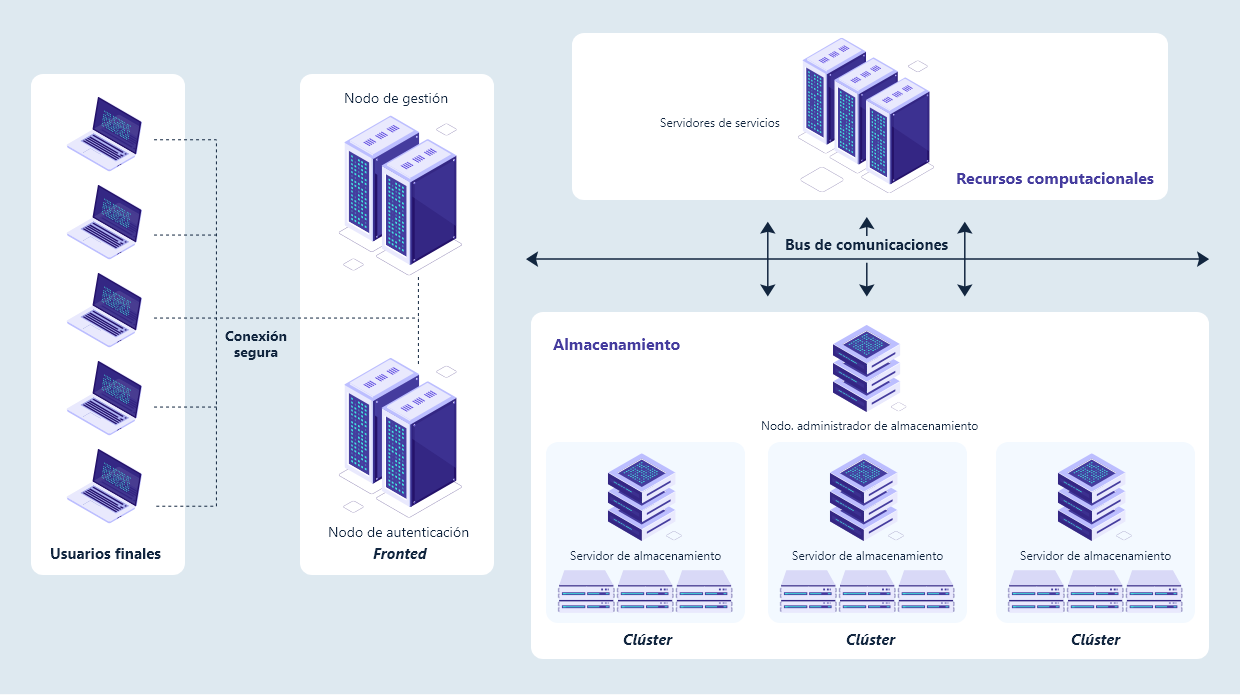 Usuarios finales
Conexión
segura
Nodo de gestión
Nodo de autenticación
Fronted
Servidores de servicios
Recursos computacionales
Bus de comunicaciones
Almacenamiento
Nodo. administrador de almacenamiento
Servidor de almacenamiento
Clúster
Servidor de almacenamiento
Clúster
Servidor de almacenamiento
Clúster